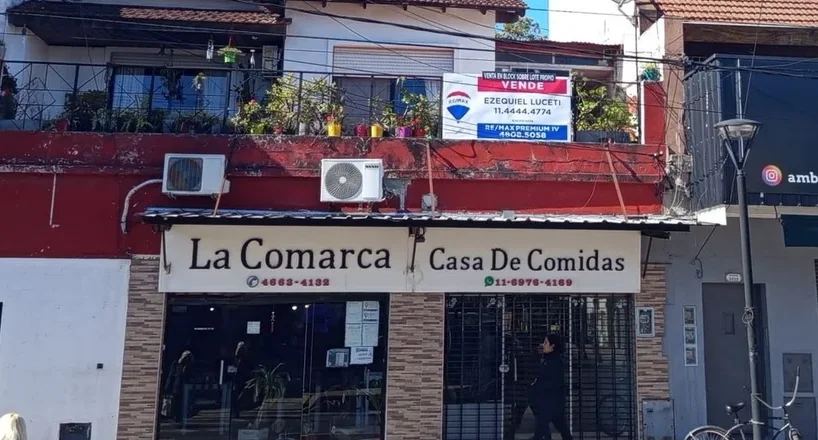 VENTA EN BLOCK SOBRE LOTE PROPIO
VENDE
RE/MAX
EZEQUIEL LUCETI
11.4444.4774
RE/MAX PREMIUM IV
4608.5058
amb
La Comarca
4663-4132
Casa De Comidas
11-6976-4169